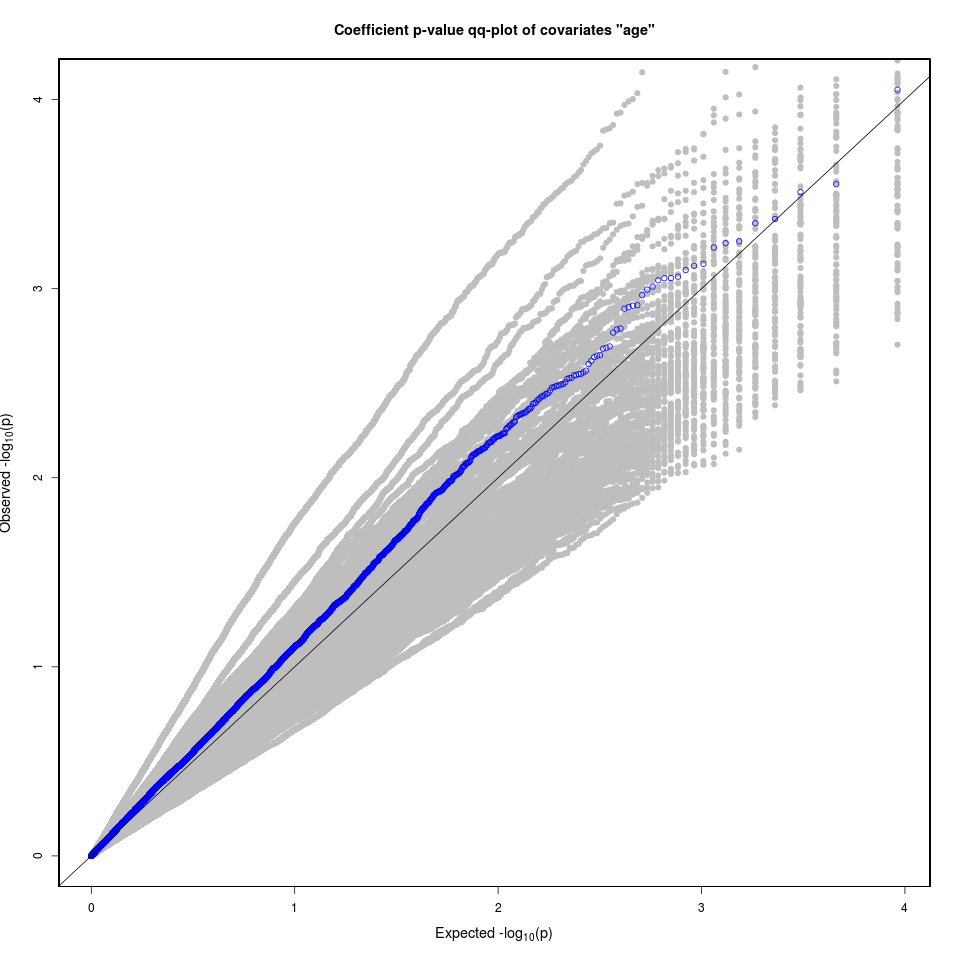 Coefficient p-value qq-plot of covariates "age"
Observed -log10(p)
4
3
2
1
0
0 1 2 3 4
Expected -log10(p)